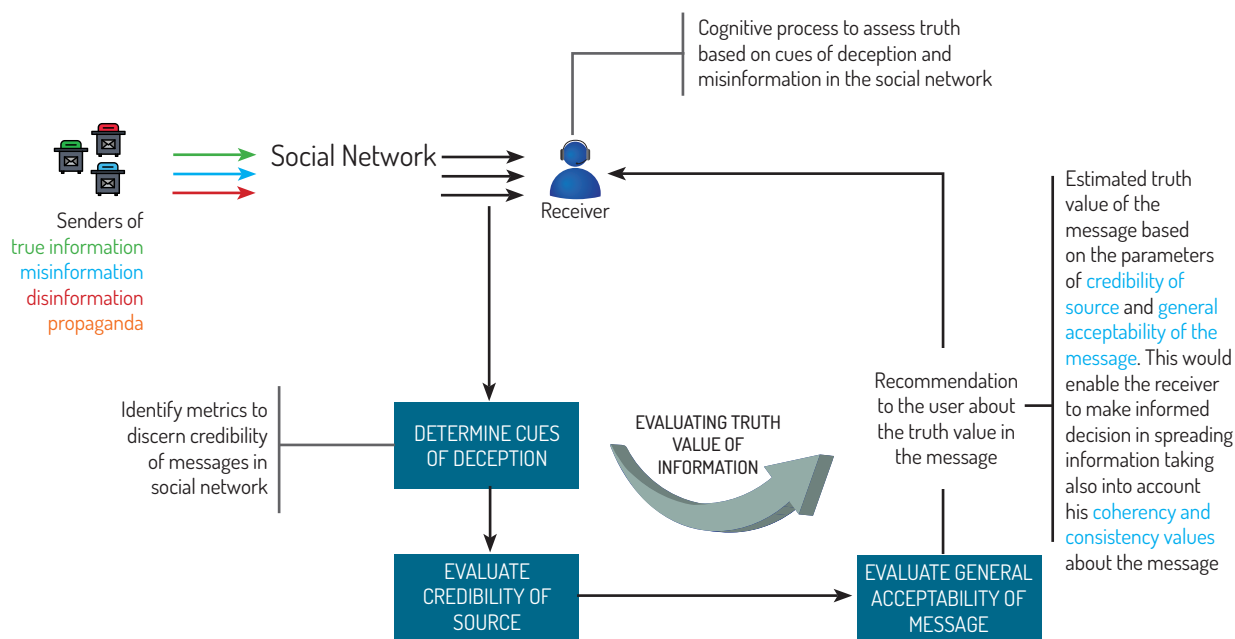 Cognitive process to assess truth
based on cues of deception and
misinformation in the social network
Social Network
Receiver
Senders of
true information
misinformation
disinformation
propaganda
Identify metrics to
discern credibility
of messages in
social network
DETERMINE CUES
OF DECEPTION
EVALUATE
CREDIBILITY OF
SOURCE
EVALUATING TRUTH
VALUE OF
INFORMATION
EVALUATE GENERAL
ACCEPTABILITY OF
MESSAGE
Recommendation
to the user about
the truth value in
the message
Estimated truth
value of the
message based
on the parameters
of credibility of
source and general
acceptability of the
message. This would
enable the receiver
to make informed
decision in spreading
information taking
also into account
his coherency and
consistency values
about the message